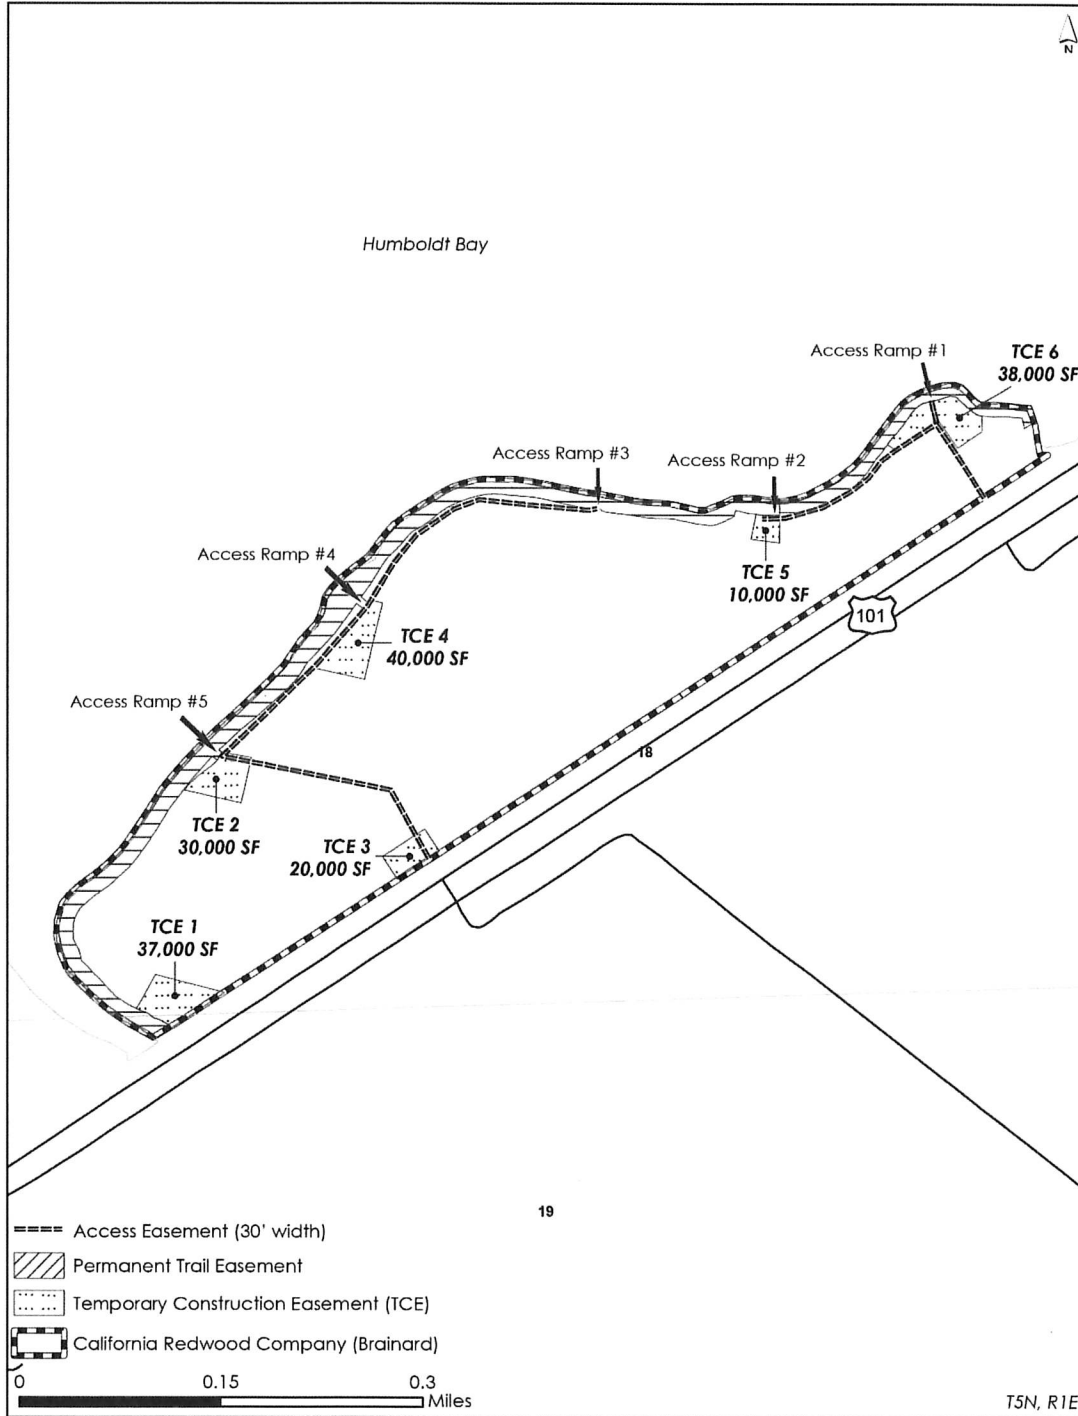 N
Humboldt Bay
Access Ramp #1
TCE 6
38,000 SF
Access Ramp #3
Access Ramp #2
Access Ramp #4
TCE 5
10,000 SF
101
TCE 4
40,000 SF
Access Ramp #5
18
TCE 2
30,000 SF
TCE 3
20,000 SF
TCE 1
37,000 SF
19
Access Easement (30' width)
Permanent Trail Easement
Temporary Construction Easement (TCE)
California Redwood Company (Brainard)
0 0.15 0.3
Miles
T5N, R1E